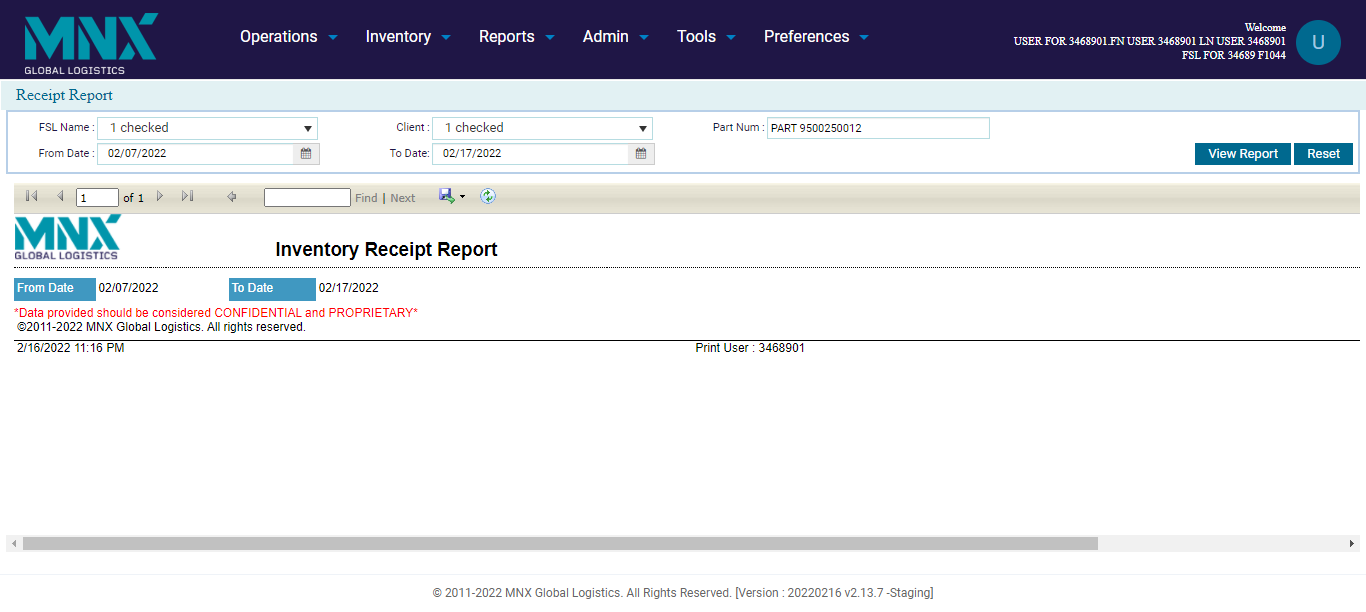 MNX
GLOBAL LOGISTICS
Operations Inventory Reports Admin Tools Preferences
Welcome
USER FOR 3468901.FN USER 3468901 LN USER 3468901
FSL FOR 34689 F1044
U
Receipt Report
FSL Name : 1 checked Client : 1 checked Part Num : PART 9500250012
From Date : 02/07/2022 To Date: 02/17/2022 View Report Reset
1 of 1 Find | Next
MNX
GLOBAL LOGISTICS
Inventory Receipt Report
From Date 02/07/2022 To Date 02/17/2022
*Data provided should be considered CONFIDENTIAL and PROPRIETARY*
©2011-2022 MNX Global Logistics. All rights reserved.
2/16/2022 11:16 PM Print User : 3468901
© 2011-2022 MNX Global Logistics. All Rights Reserved. [Version : 20220216 v2.13.7 -Staging]